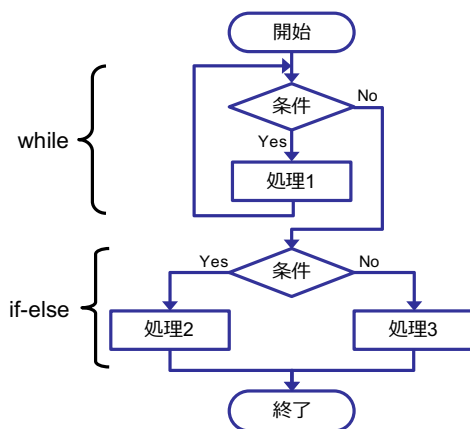 開始
条件
No
while
Yes
処理1
Yes
条件
No
if-else
処理2
処理3
終了